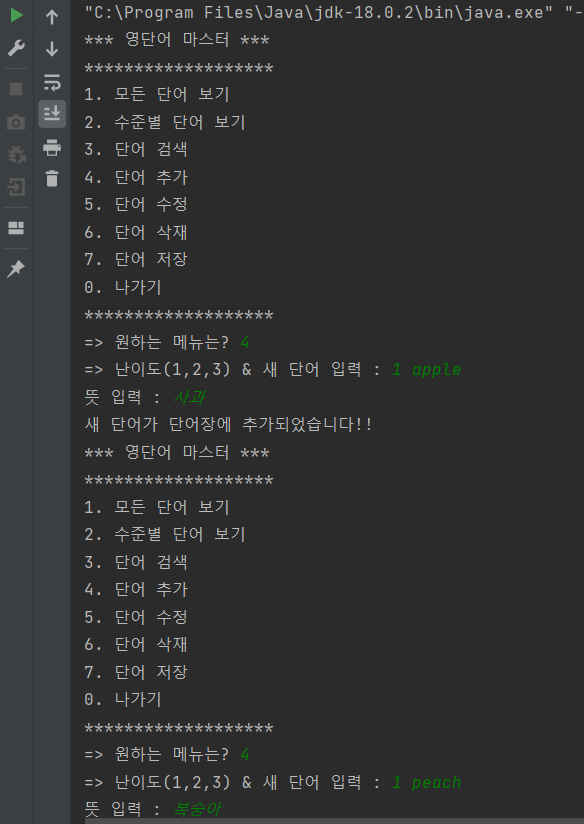 "C:\Program Files\Java\jdk-18.0.2\bin\java.exe" "-
*** 영단어 마스터 ***
*******************
1. 모든 단어 보기
2. 수준별 단어 보기
3. 단어 검색
4. 단어 추가
5. 단어 수정
6. 단어 삭재
7. 단어 저장
0. 나가기
*******************
=> 원하는 메뉴는? 4
=> 난이도(1,2,3) & 새 단어 입력 : 1 apple
뜻 입력 : 사과
새 단어가 단어장에 추가되었습니다!!
*** 영단어 마스터 ***
*******************
1. 모든 단어 보기
2. 수준별 단어 보기
3. 단어 검색
4. 단어 추가
5. 단어 수정
6. 단어 삭재
7. 단어 저장
0. 나가기
*******************
=> 원하는 메뉴는? 4
=> 난이도(1,2,3) & 새 단어 입력 : 1 peach
뜻 입력 : 복숭아